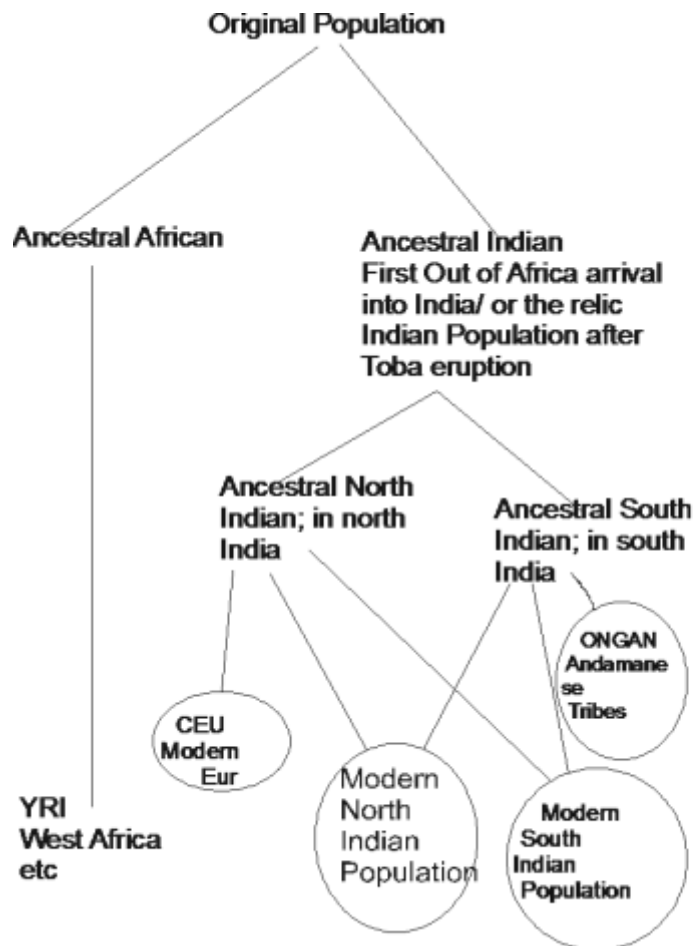 Original Population
Ancestral African
Ancestral Indian
First Out of Africa arrival
into India/ or the relic
Indian Population after
Toba eruption
Ancestral North
Indian; in north
India
Ancestral South
Indian; in south
India
ONGAN
Andamane
se
Tribes
CEU
Modern
Eur
Modern
North
Indian
Population
Modern
South
Indian
Population
YRI
West Africa
etc